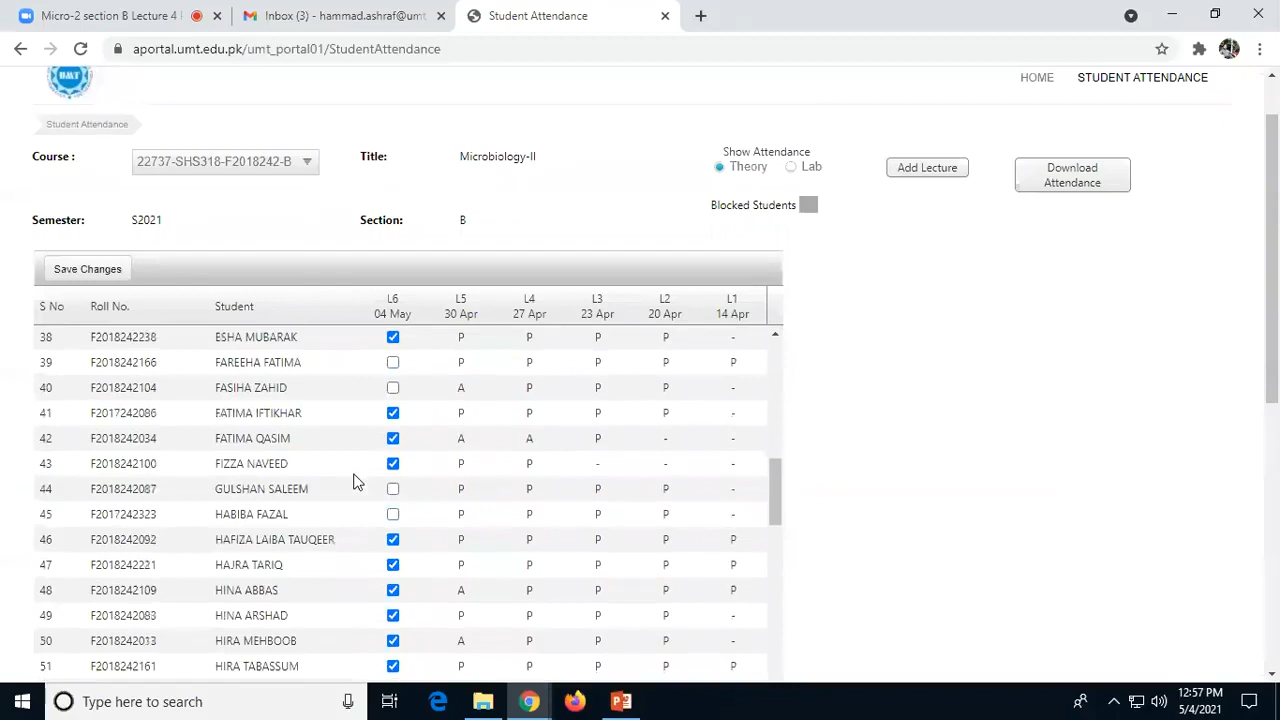 Micro-2 section B Lecture 4 | Inbox (3) - hammad.ashraf@umt Student Attendance
aportal.umt.edu.pk/umt_portal01/StudentAttendance
UMT HOME STUDENT ATTENDANCE
Student Attendance
Course : 22737-SHS318-F2018242-B Title: Microbiology-II Show Attendance Theory Lab Add Lecture Download Attendance
Blocked Students
Semester: S2021 Section: B
Save Changes
S No Roll No. Student L6 04 May L5 30 Apr L4 27 Apr L3 23 Apr L2 20 Apr L1 14 Apr
38 F2018242238 ESHA MUBARAK P P P P -
39 F2018242166 FAREEHA FATIMA P P P P P
40 F2018242104 FASIHA ZAHID A P P P -
41 F2017242086 FATIMA IFTIKHAR P P P P -
42 F2018242034 FATIMA QASIM A A P - -
43 F2018242100 FIZZA NAVEED P P - - -
44 F2018242087 GULSHAN SALEEM P P P P -
45 F2017242323 HABIBA FAZAL P P P P -
46 F2018242092 HAFIZA LAIBA TAUQEER P P P P P
47 F2018242221 HAJRA TARIQ P P P P P
48 F2018242109 HINA ABBAS A P P P P
49 F2018242083 HINA ARSHAD P P P P -
50 F2018242013 HIRA MEHBOOB A P P P -
51 F2018242161 HIRA TABASSUM P P P P P
Type here to search 12:57 PM
5/4/2021